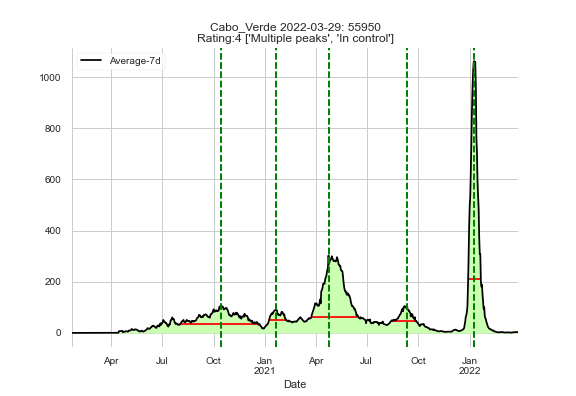 Cabo_Verde 2022-03-29: 55950
Rating:4 ['Multiple peaks', 'In control']
Average-7d
1000
800
600
400
200
0
Apr Jul Oct Jan Apr Jul Oct Jan
2021 2022
Date